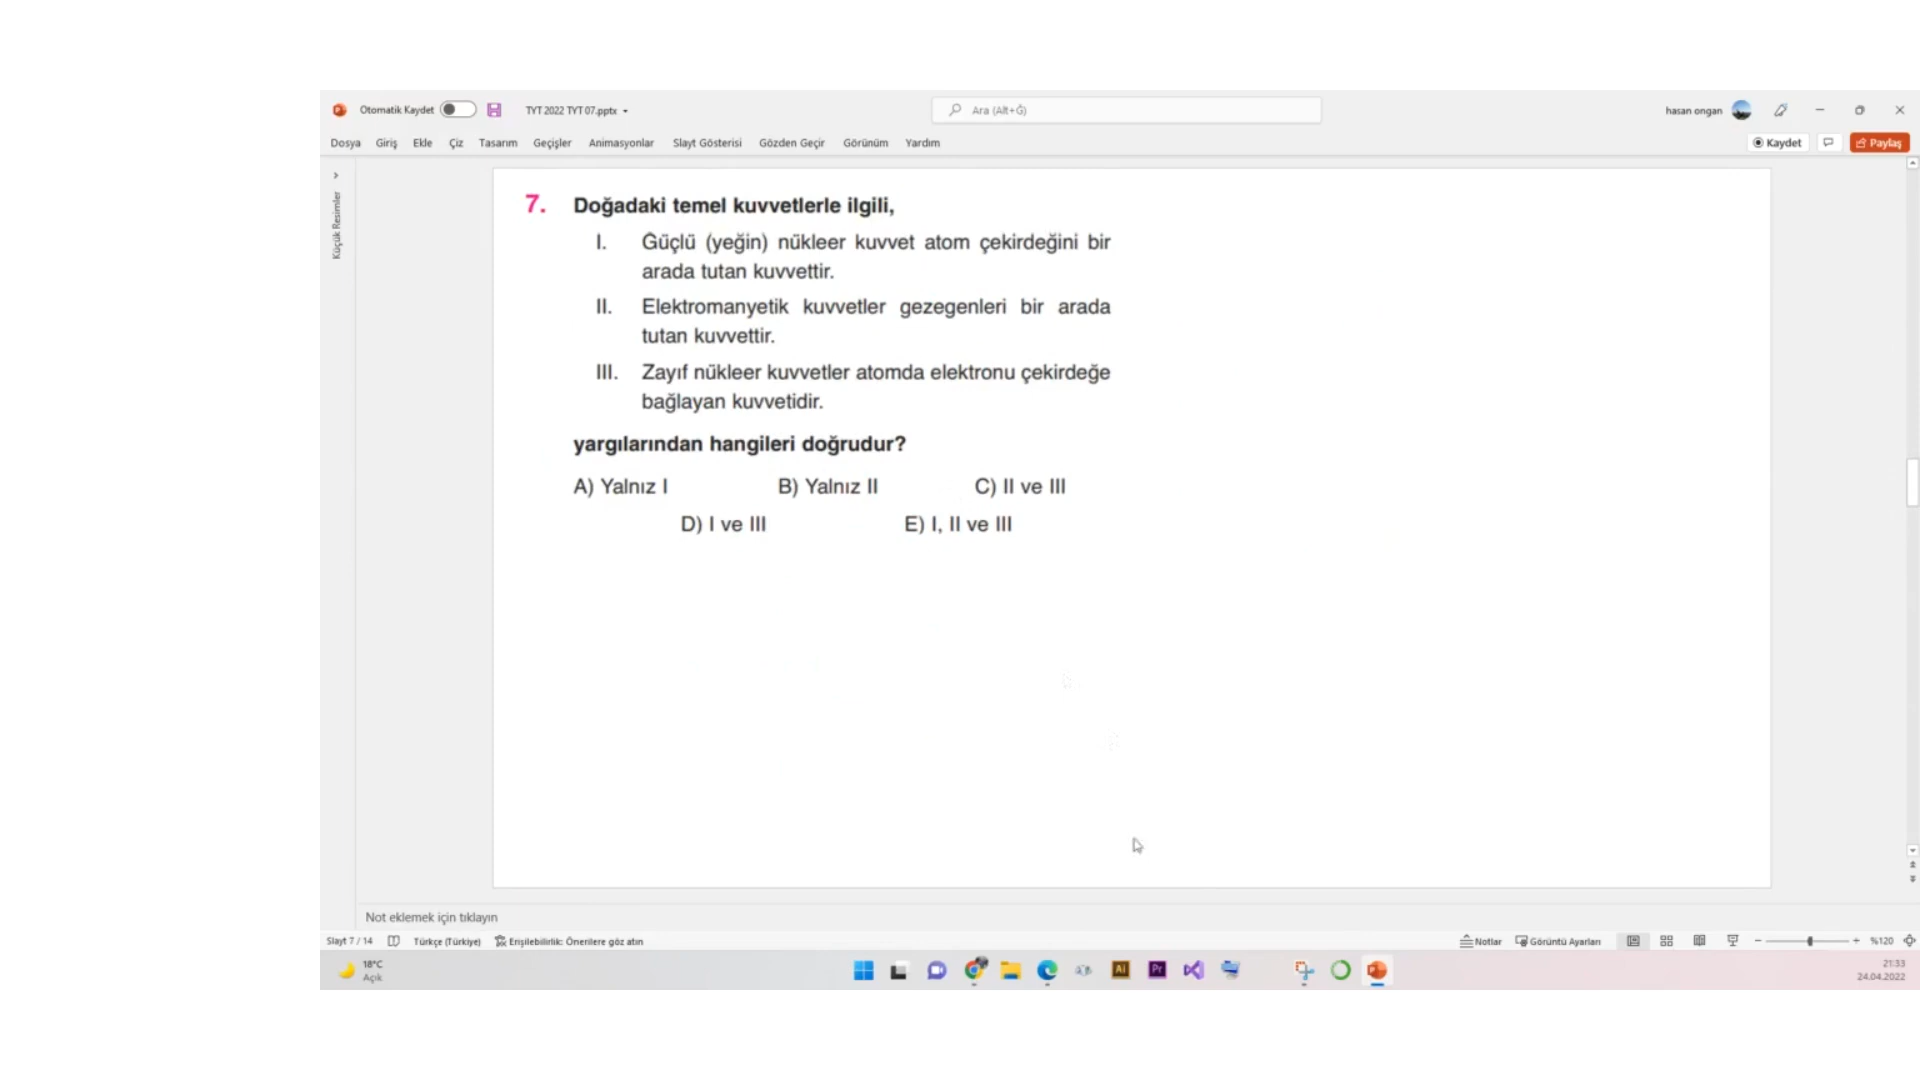 Otomatik Kaydet
TYT 2022 TYT 07.pptx
Ara (Alt+G)
hasan ongan
Dosya Giriş Ekle Çiz Tasarım Geçişler Animasyonlar Slayt Gösterisi Gözden Geçir Görünüm Yardım
Kaydet
Paylaş
Küçük Resimler
7. Doğadaki temel kuvvetlerle ilgili,
I. Güçlü (yeğin) nükleer kuvvet atom çekirdeğini bir
arada tutan kuvvettir.
II. Elektromanyetik kuvvetler gezegenleri bir arada
tutan kuvvettir.
III. Zayıf nükleer kuvvetler atomda elektronu çekirdeğe
bağlayan kuvvetidir.
yargılarından hangileri doğrudur?
A) Yalnız I B) Yalnız II C) II ve III
D) I ve III E) I, II ve III
Not eklemek için tıklayın
Slayt 7 / 14 Türkçe (Türkiye) Erişilebilirlik: Önerilere göz atın Notlar Görüntü Ayarları - + %120
18°C
Açık
Ai Pr
21:33
24.04.2022